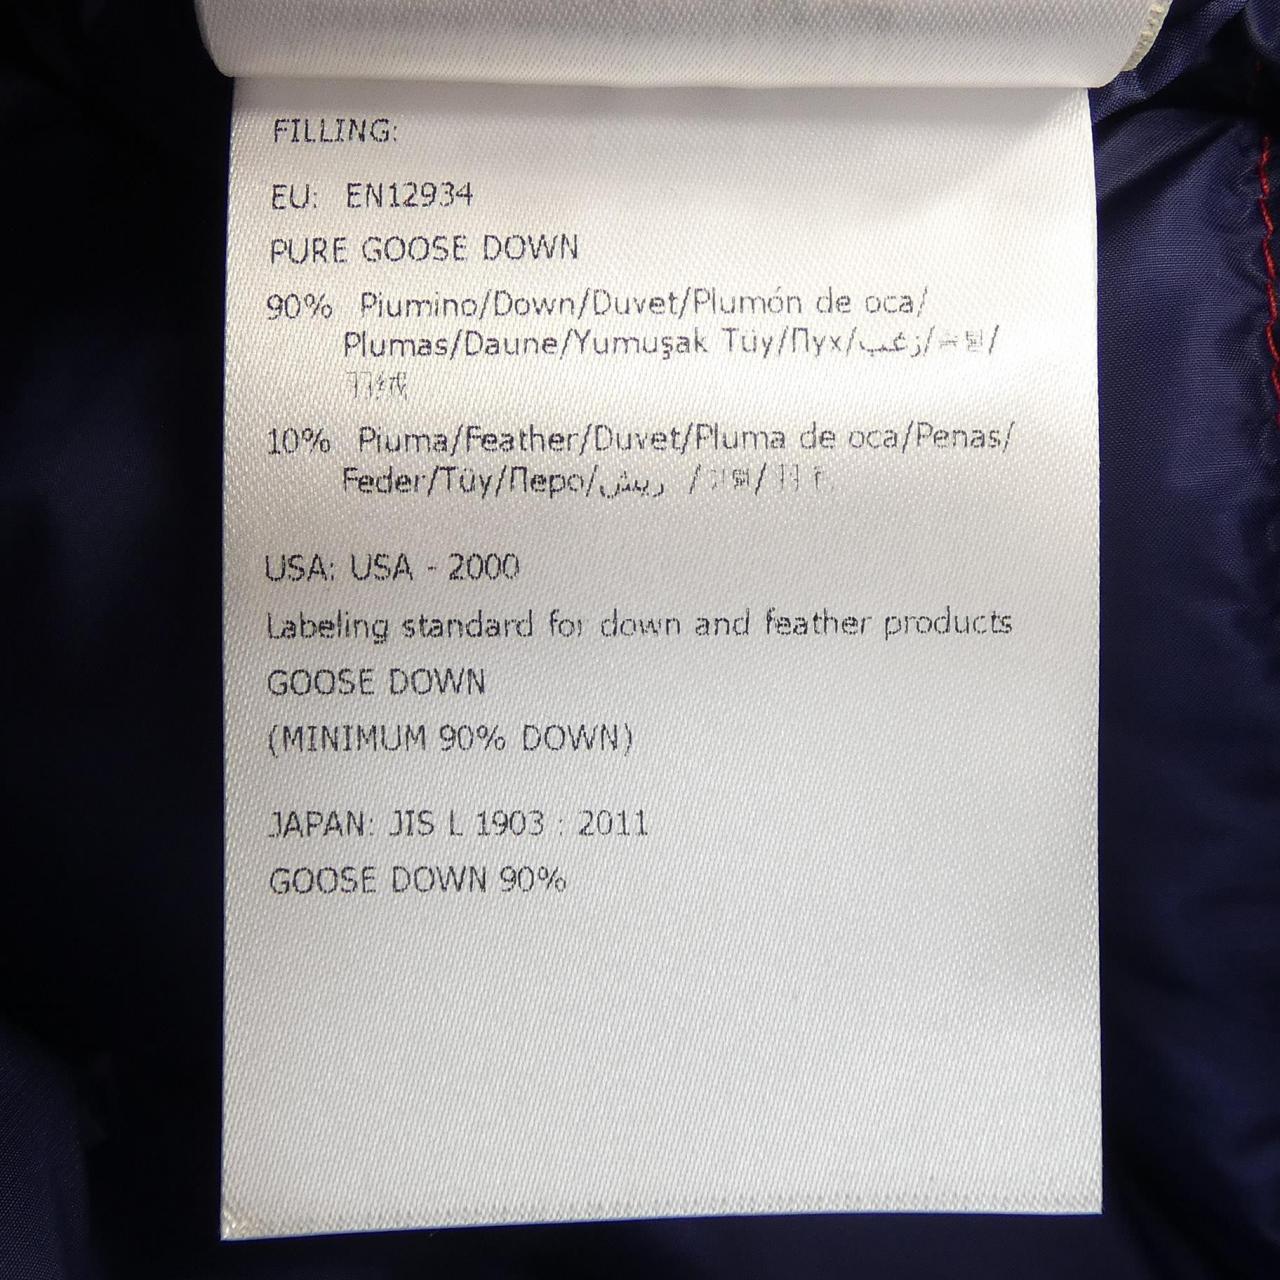 FILLING:
EU: EN12934
PURE GOOSE DOWN
90% Piumino/Down/Duvet/Plumón de oca/
Plumas/Daune/Yumuşak Tüy/Пух/زغب/
羽绒
10% Piuma/Feather/Duvet/Pluma de oca/Penas/
Feder/Tüy/Перо/ريش /
USA: USA - 2000
Labeling standard for down and feather products
GOOSE DOWN
(MINIMUM 90% DOWN)
JAPAN: JIS L 1903 : 2011
GOOSE DOWN 90%